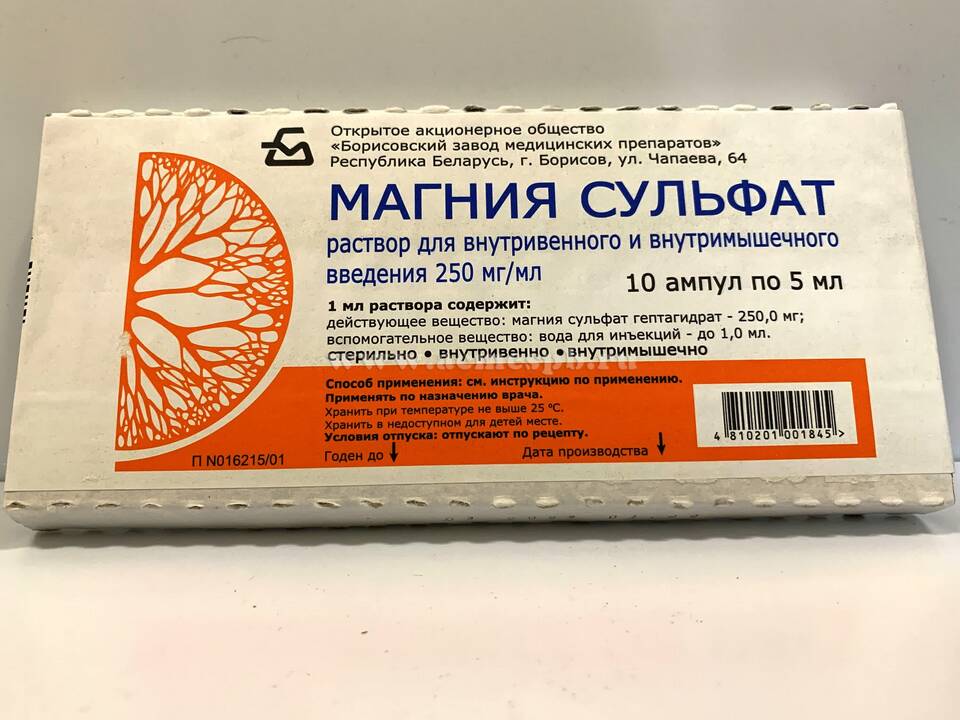 Открытое акционерное общество
«Борисовский завод медицинских препаратов»
Республика Беларусь, г. Борисов, ул. Чапаева, 64
МАГНИЯ СУЛЬФАТ
раствор для внутривенного и внутримышечного
введения 250 мг/мл
10 ампул по 5 мл
1 мл раствора содержит:
действующее вещество: магния сульфат гептагидрат - 250,0 мг;
вспомогательное вещество: вода для инъекций - до 1,0 мл.
стерильно • внутривенно • внутримышечно
Способ применения: см. инструкцию по применению.
Применять по назначению врача.
Хранить при температуре не выше 25 °С.
Хранить в недоступном для детей месте.
Условия отпуска: отпускают по рецепту.
Годен до
Дата производства
П N016215/01
4 810201 001845 >